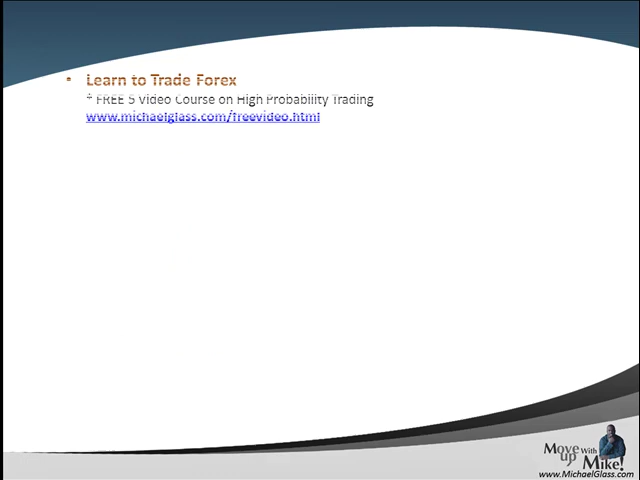 Learn to Trade Forex
* FREE 5 Video Course on High Probability Trading
www.michaelglass.com/freevideo.html
Move up With Mike!
www.MichaelGlass.com